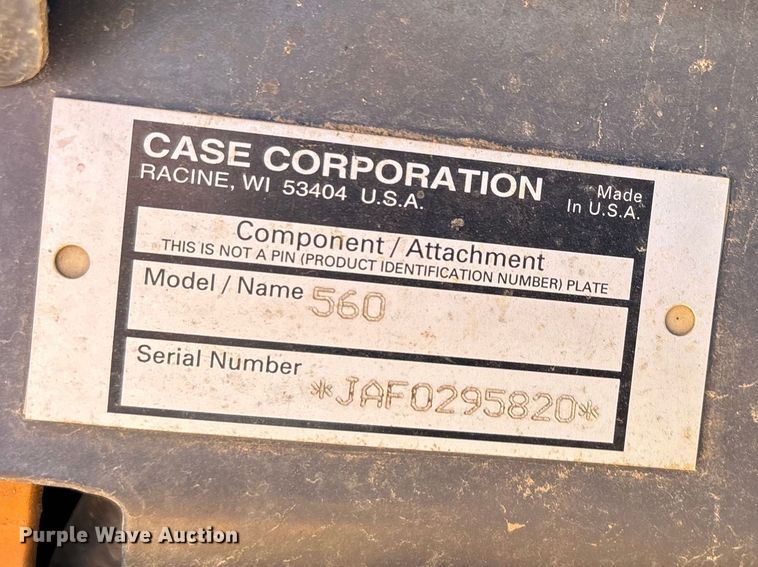 CASE CORPORATION
RACINE, WI 53404 U.S.A.
Made
In U.S.A.
Component / Attachment
THIS IS NOT A PIN (PRODUCT IDENTIFICATION NUMBER) PLATE
Model / Name 560
Serial Number *JAF0295820*
Purple Wave Auction